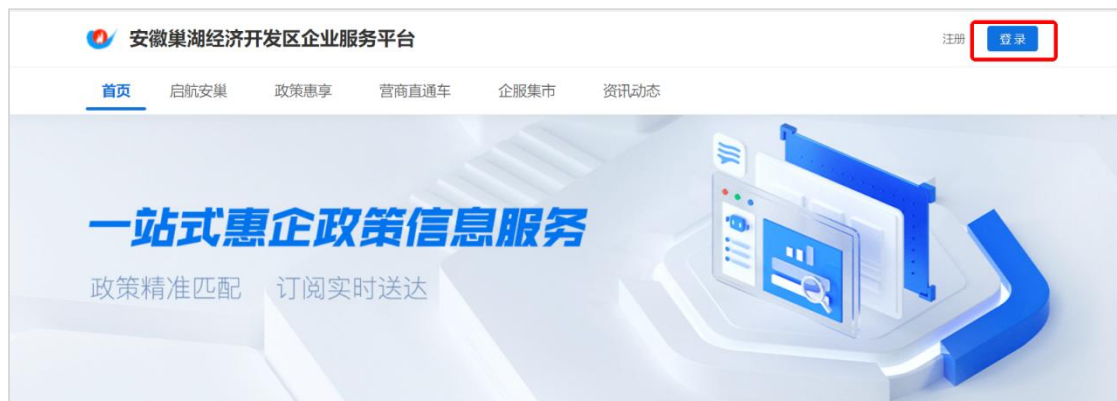 安徽巢湖经济开发区企业服务平台 注册 登录
首页 启航安巢 政策惠享 营商直通车 企服集市 资讯动态
一站式惠企政策信息服务
政策精准匹配 订阅实时送达